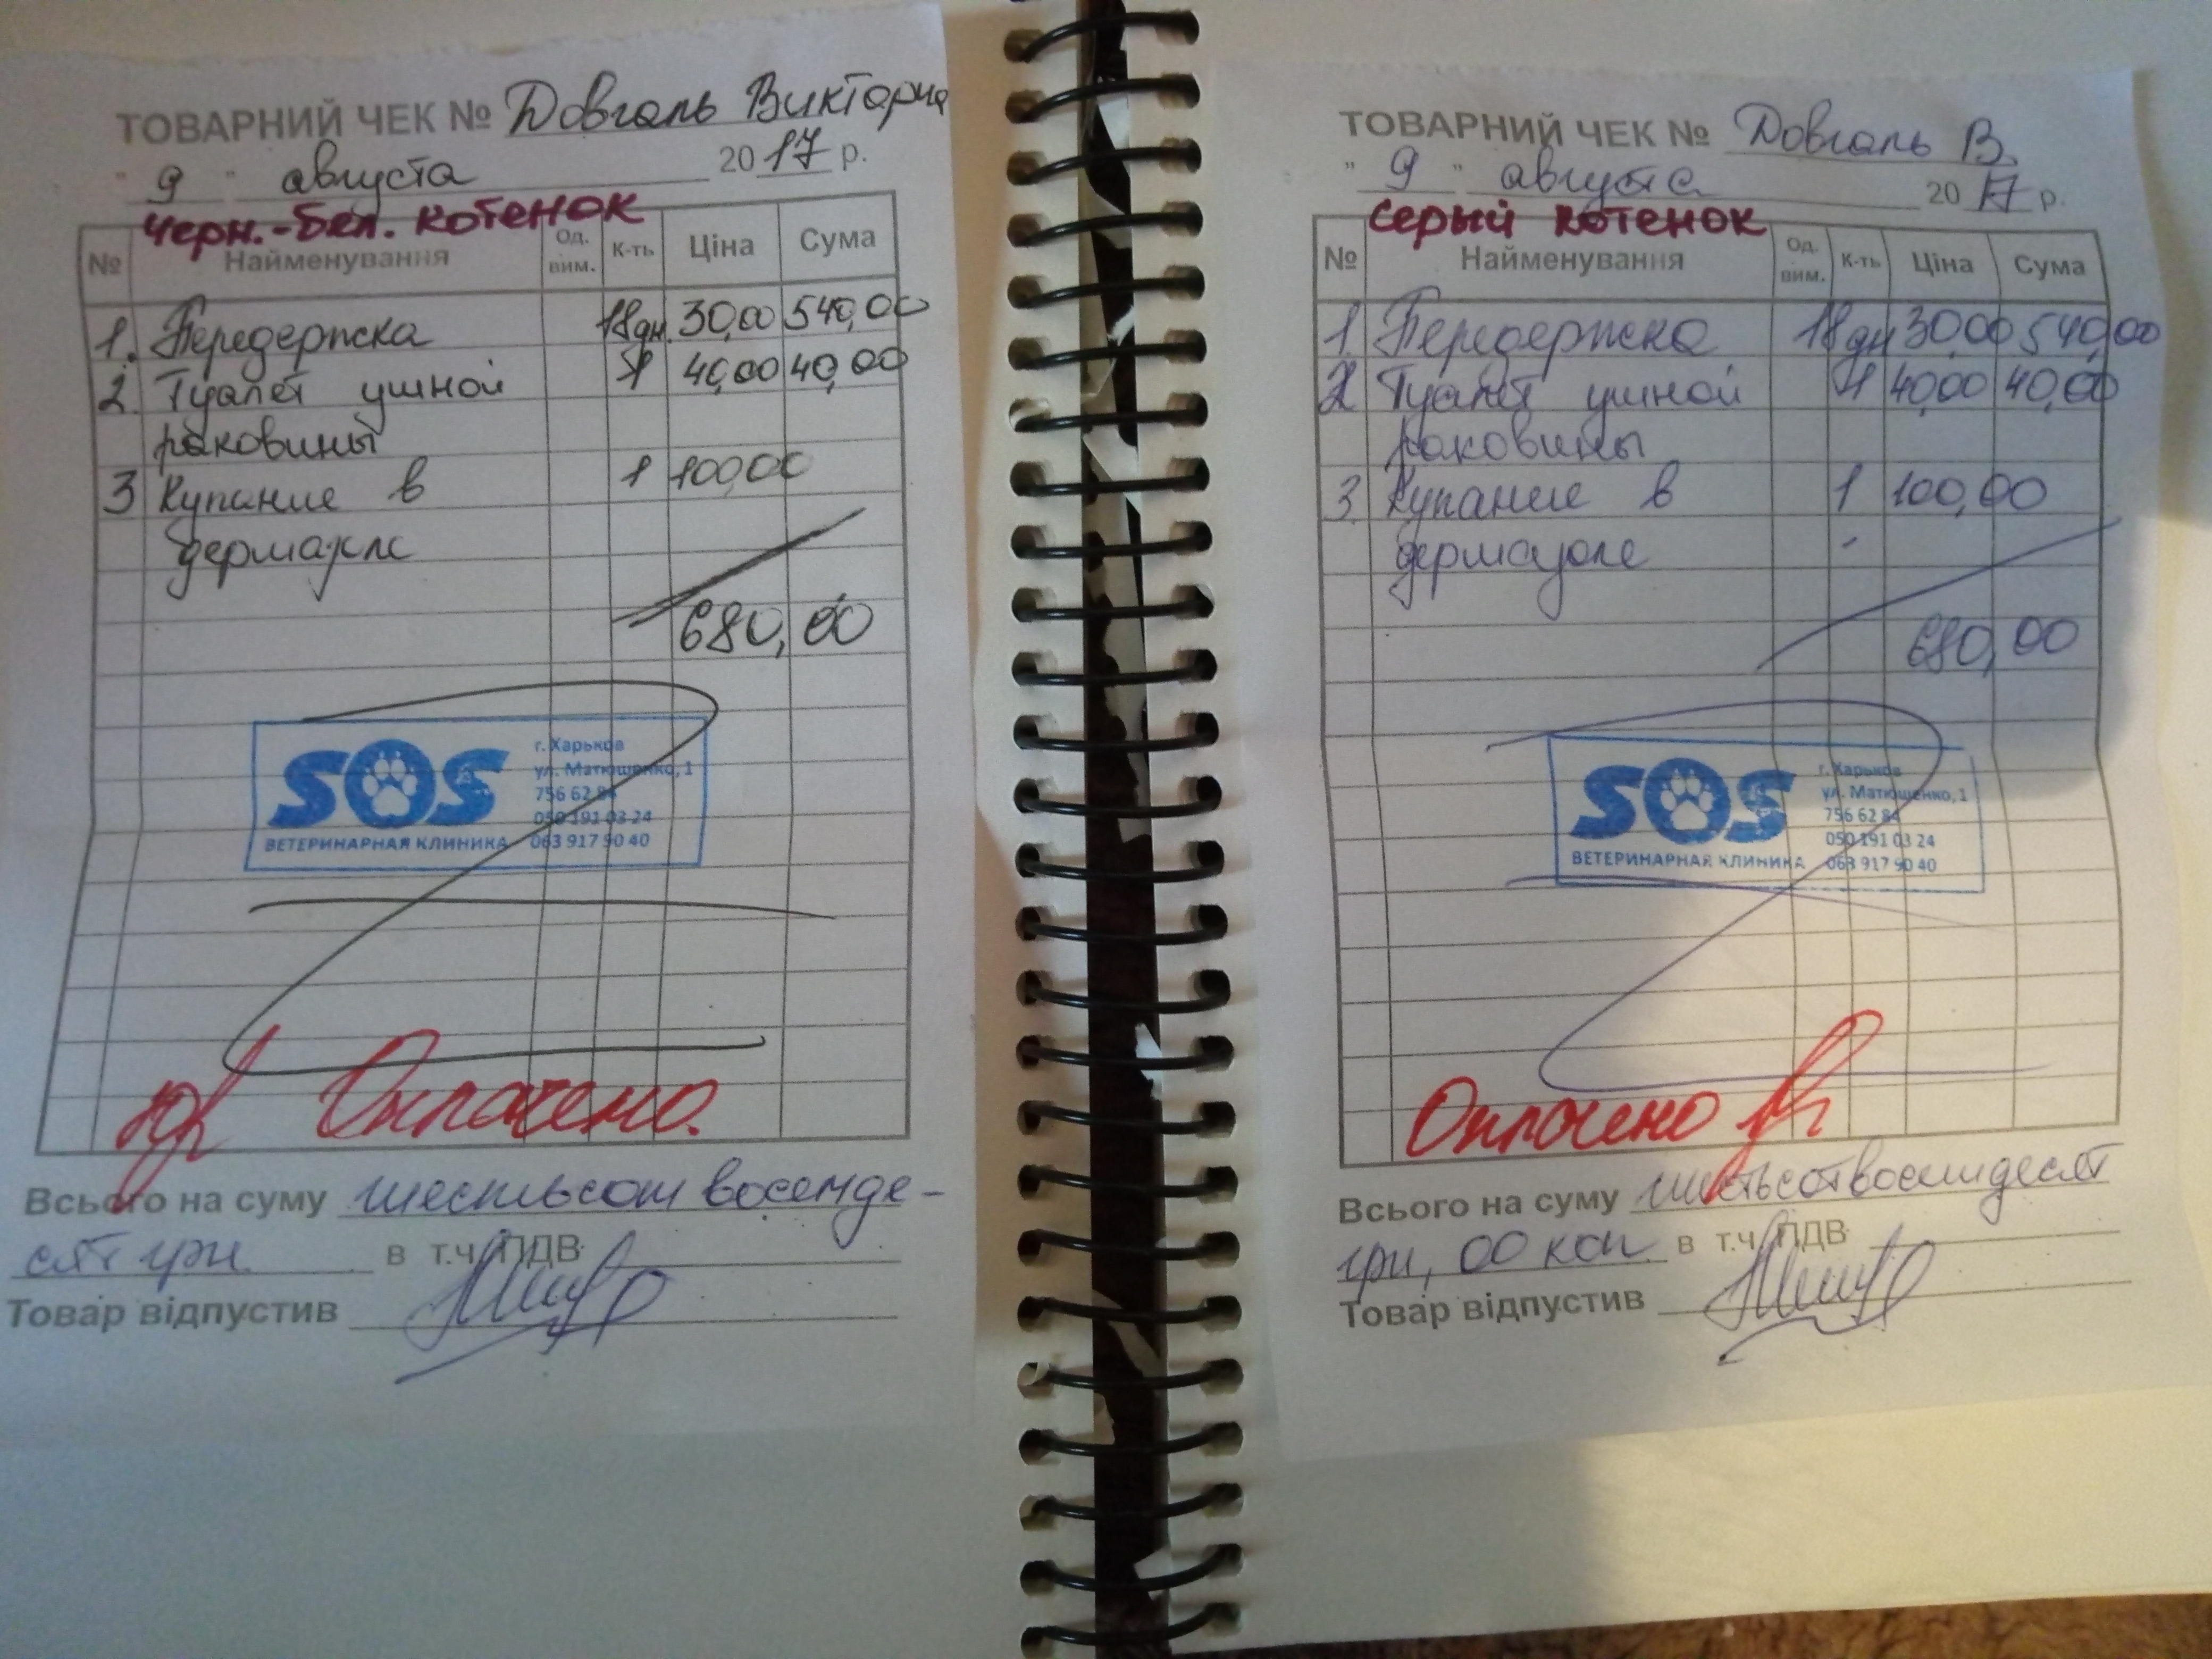 ТОВАРНИЙ ЧЕК № Довгаль Виктория
" 9 " августа 2017 р.
Черн.-бел. котенок
№ Найменування Од. вим. К-ть Ціна Сума
1. Передержка 18дн. 30,00 540,00
2. Туалет ушной 1 40,00 40,00
раковины
3 Купание в 1 100,00
680,00
SOS
ВЕТЕРИНАРНАЯ КЛИНИКА
г. Харьков
ул. Матюшенко, 1
756 62 84
050 191 03 24
063 917 90 40
Оплачено.
Всього на суму шестьсот восемде-
сят грн. в т.ч. ПДВ
Товар відпустив
ТОВАРНИЙ ЧЕК № Довгаль В.
" 9 " августа 2017 р.
Серый котенок
№ Найменування Од. вим. К-ть Ціна Сума
1. Передержка 18дн 30,00 540,00
2 Туалет ушной 1 40,00 40,00
раковины
3. Купание в 1 100,00
дермазоле
680,00
SOS
ВЕТЕРИНАРНАЯ КЛИНИКА
г. Харьков
ул. Матюшенко, 1
756 62 84
050 191 03 24
063 917 90 40
Оплачено
Всього на суму шестьсот восемдесят
грн, 00 коп. в т.ч. ПДВ
Товар відпустив